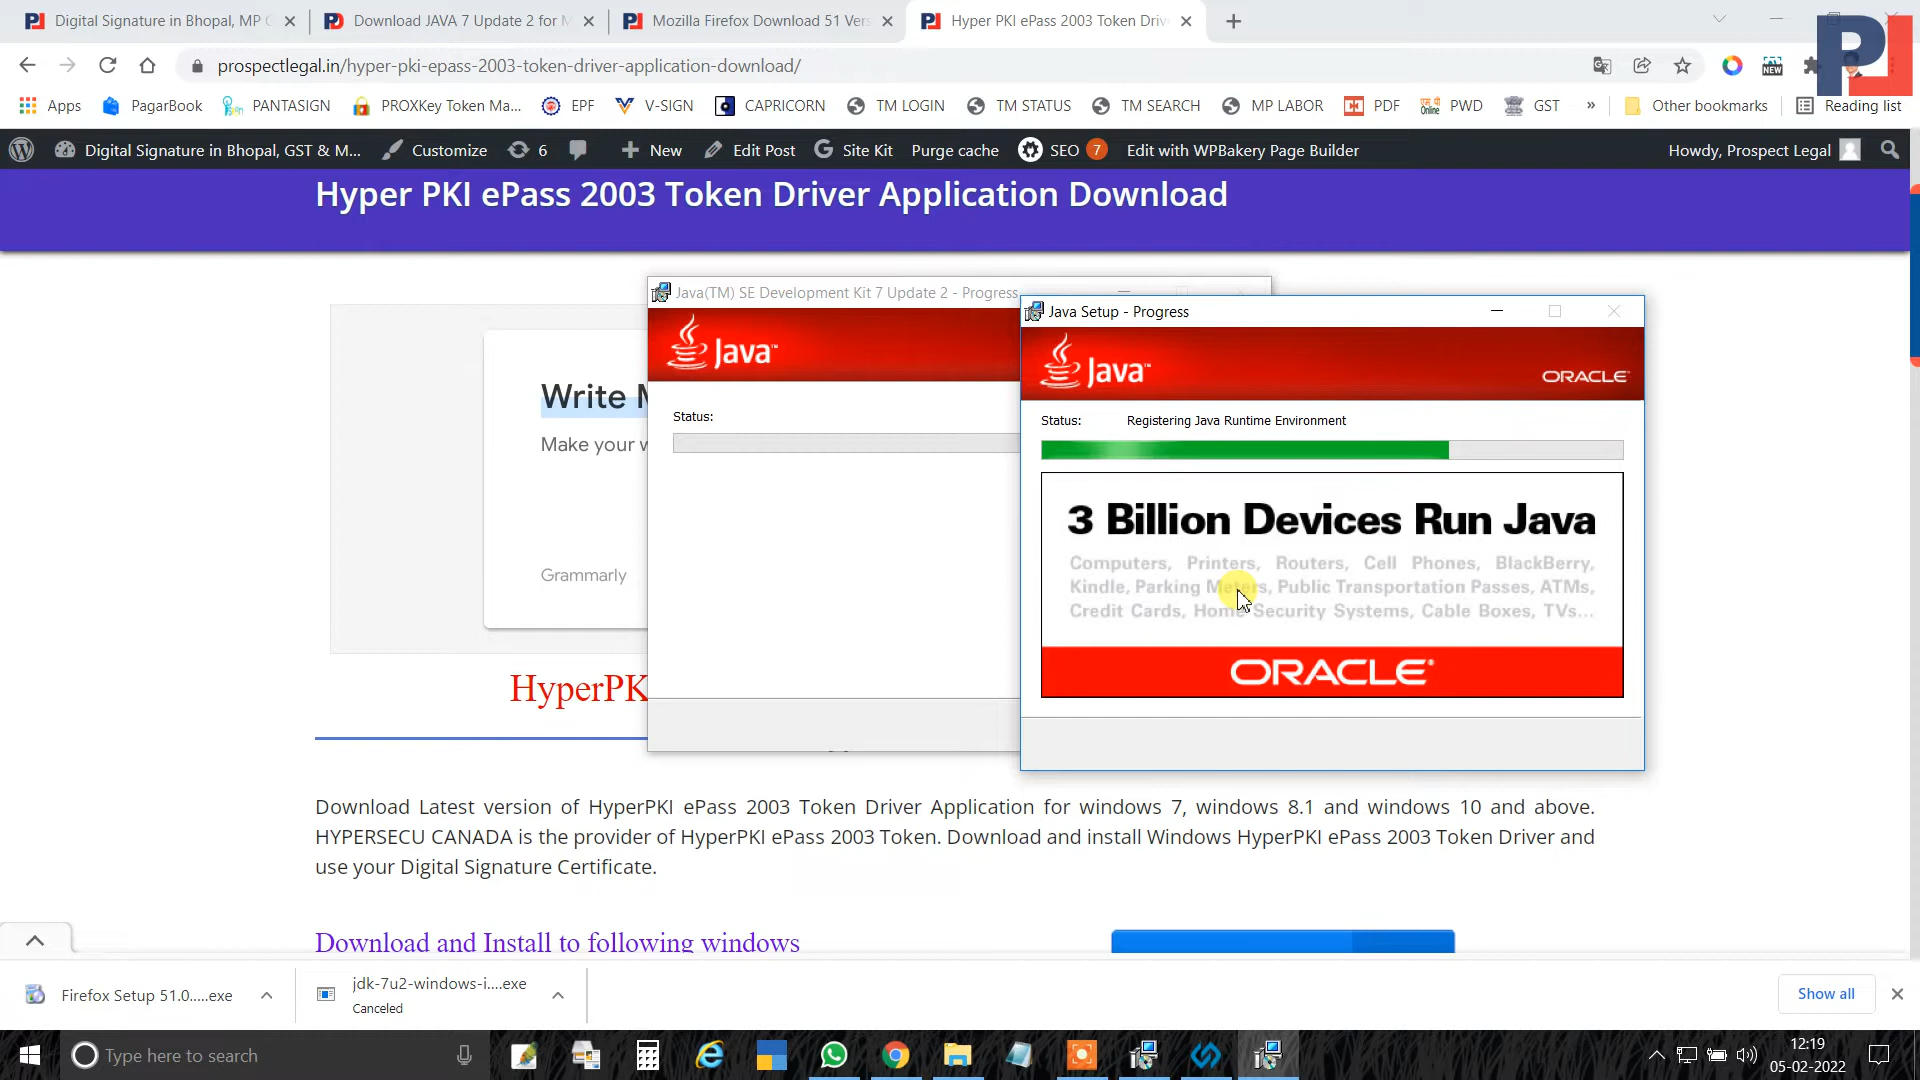 Digital Signature in Bhopal, MP C
Download JAVA 7 Update 2 for M
Mozilla Firefox Download 51 Vers
Hyper PKI ePass 2003 Token Driv
prospectlegal.in/hyper-pki-epass-2003-token-driver-application-download/
Apps PagarBook PANTASIGN PROXKey Token Ma... EPF V-SIGN CAPRICORN TM LOGIN TM STATUS TM SEARCH MP LABOR PDF PWD GST » Other bookmarks Reading list
Digital Signature in Bhopal, GST & M... Customize 6 New Edit Post Site Kit Purge cache SEO 7 Edit with WPBakery Page Builder Howdy, Prospect Legal
Hyper PKI ePass 2003 Token Driver Application Download
Java(TM) SE Development Kit 7 Update 2 - Progress
Java™
Status:
Java Setup - Progress
Java™
ORACLE
Status: Registering Java Runtime Environment
3 Billion Devices Run Java
Computers, Printers, Routers, Cell Phones, BlackBerry,
Kindle, Parking Meters, Public Transportation Passes, ATMs,
Credit Cards, Home Security Systems, Cable Boxes, TVs...
ORACLE®
Write
Make your
Grammarly
HyperPK
Download Latest version of HyperPKI ePass 2003 Token Driver Application for windows 7, windows 8.1 and windows 10 and above.
HYPERSECU CANADA is the provider of HyperPKI ePass 2003 Token. Download and install Windows HyperPKI ePass 2003 Token Driver and
use your Digital Signature Certificate.
Download and Install to following windows
Firefox Setup 51.0.....exe
jdk-7u2-windows-i....exe
Canceled
Show all
Type here to search
12:19
05-02-2022